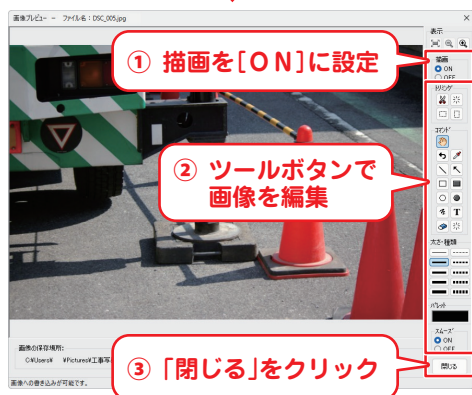 画像プレビュー － ファイル名：DSC_005.jpg
表示
① 描画を[ＯＮ]に設定
描画
ON
OFF
トリミング
コマンド
② ツールボタンで
画像を編集
T
太さ・種類
パレット
スムーズ
ON
OFF
画像の保存場所：
C:¥Users¥ ¥Pictures¥工事写
③「閉じる」をクリック
閉じる
画像への書き込みが可能です。